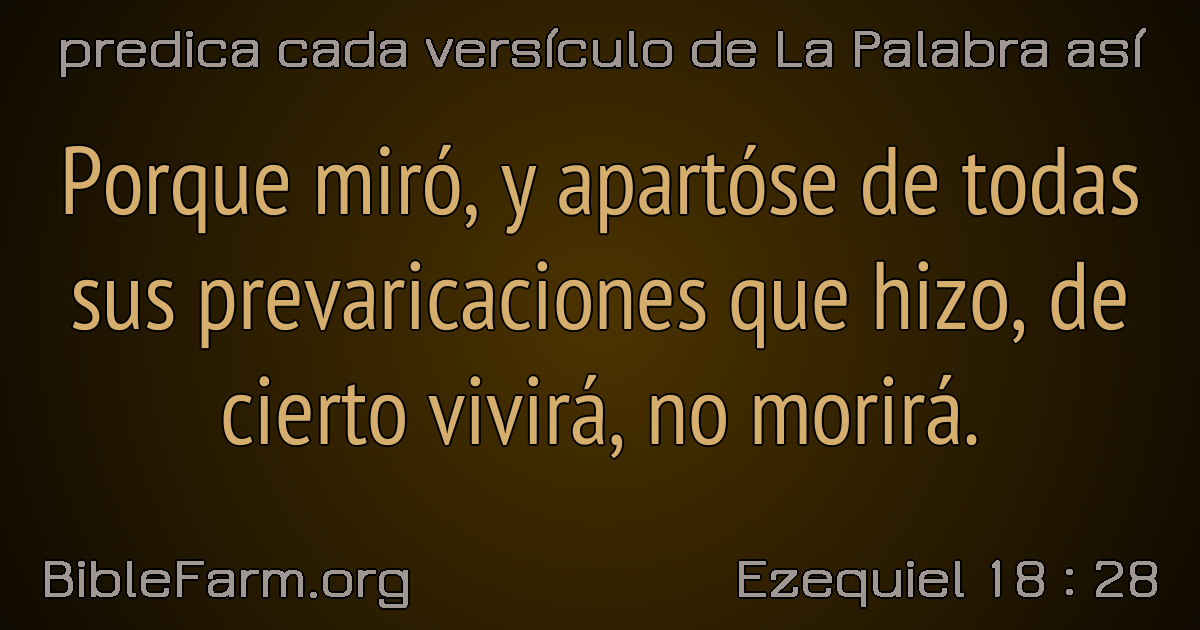 predica cada versículo de La Palabra así
Porque miró, y apartóse de todas
sus prevaricaciones que hizo, de
cierto vivirá, no morirá.
BibleFarm.org
Ezequiel 18 : 28